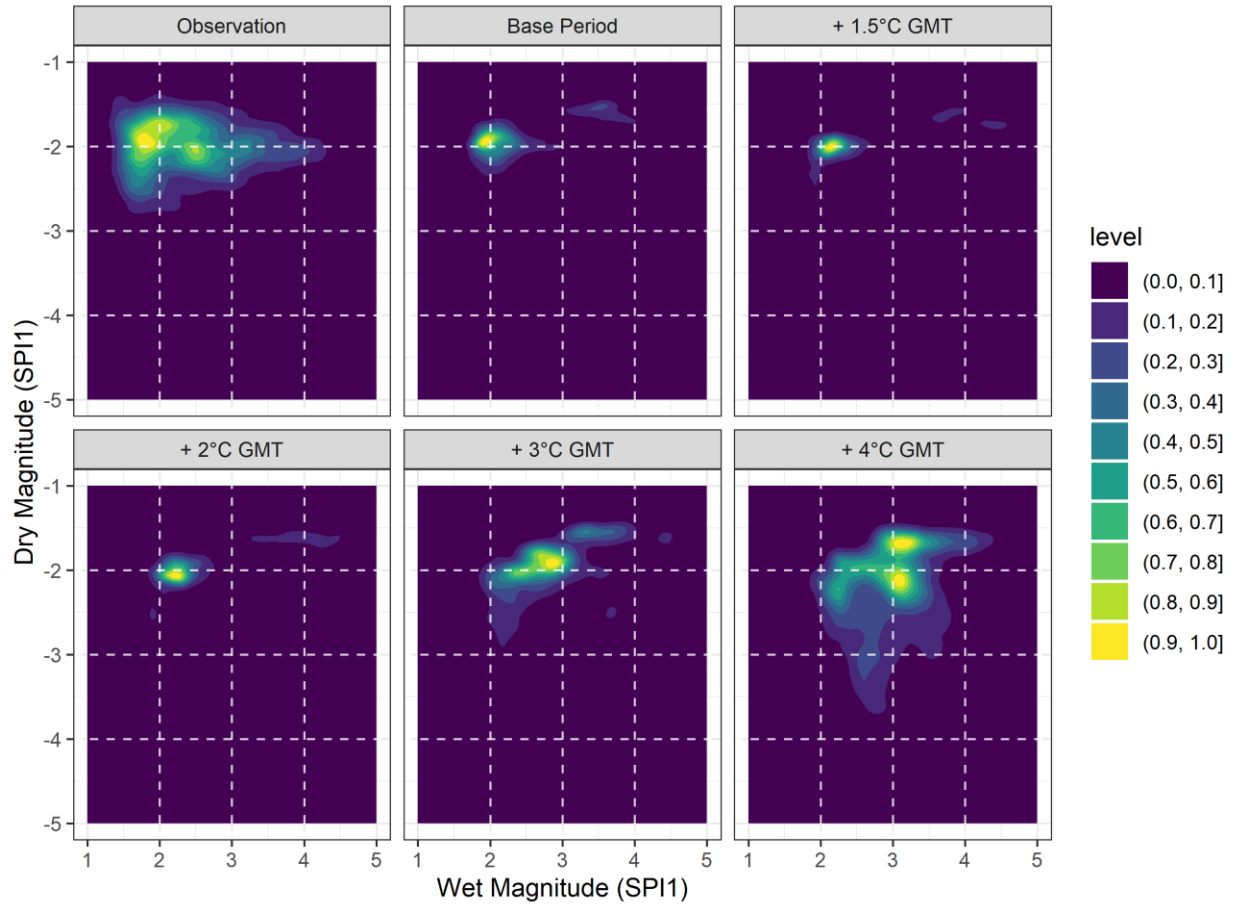 Observation
Base Period
+ 1.5°C GMT
-1
-2
-3
-4
-5
+ 2°C GMT
+ 3°C GMT
+ 4°C GMT
-1
-2
-3
-4
-5
1 2 3 4 5
1 2 3 4 5
1 2 3 4 5
Dry Magnitude (SPI1)
Wet Magnitude (SPI1)
level
(0.0, 0.1]
(0.1, 0.2]
(0.2, 0.3]
(0.3, 0.4]
(0.4, 0.5]
(0.5, 0.6]
(0.6, 0.7]
(0.7, 0.8]
(0.8, 0.9]
(0.9, 1.0]